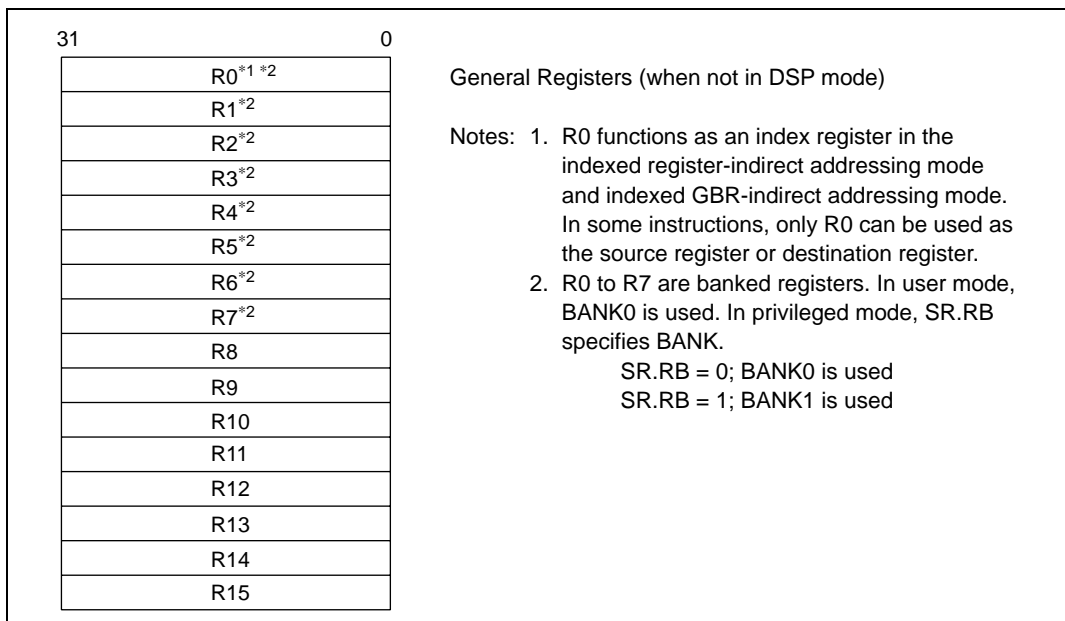 31 0
R0*1 *2
R1*2
R2*2
R3*2
R4*2
R5*2
R6*2
R7*2
R8
R9
R10
R11
R12
R13
R14
R15
General Registers (when not in DSP mode)
Notes: 1. R0 functions as an index register in the
indexed register-indirect addressing mode
and indexed GBR-indirect addressing mode.
In some instructions, only R0 can be used as
the source register or destination register.
2. R0 to R7 are banked registers. In user mode,
BANK0 is used. In privileged mode, SR.RB
specifies BANK.
SR.RB = 0; BANK0 is used
SR.RB = 1; BANK1 is used